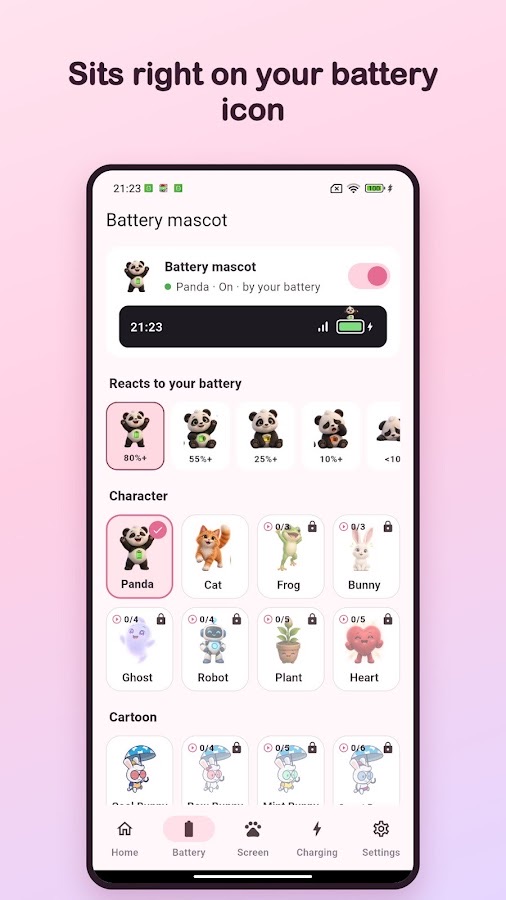 Sits right on your battery
icon
21:23
100
Battery mascot
Battery mascot
Panda · On · by your battery
21:23
Reacts to your battery
80%+ 55%+ 25%+ 10%+ <10
Character
0/3 0/3
Panda Cat Frog Bunny
0/4 0/4 0/5 0/5
Ghost Robot Plant Heart
Cartoon
0/4 0/5 0/6
Home Battery Screen Charging Settings